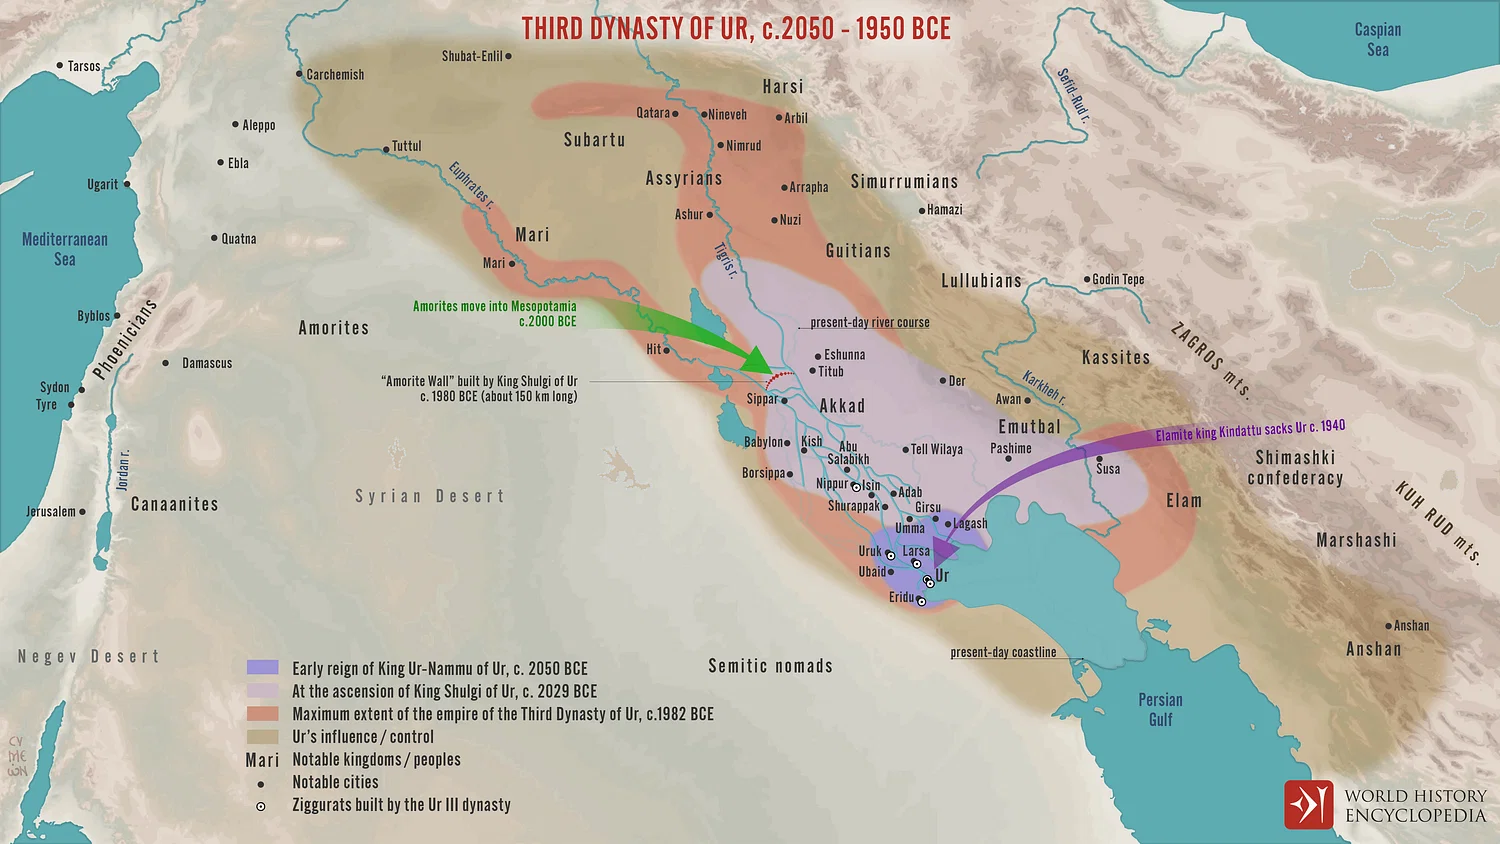 THIRD DYNASTY OF UR, c.2050 - 1950 BCE
Caspian
Sea
Tarsos
Carchemish
Shubat-Enlil
Harsi
Sefid-Rud r.
Aleppo
Qatara
Nineveh
Arbil
Subartu
Tuttul
Nimrud
Ebla
Ugarit
Euphrates r.
Assyrians
Arrapha
Simurrumians
Hamazi
Ashur
Nuzi
Mediterranean
Sea
Quatna
Mari
Mari
Tigris r.
Guitians
Lullubians
Godin Tepe
Byblos
Phoenicians
Amorites
Amorites move into Mesopotamia
c.2000 BCE
present-day river course
ZAGROS mts.
Damascus
Hit
Eshunna
Titub
Kassites
Sydon
Tyre
"Amorite Wall" built by King Shulgi of Ur
c. 1980 BCE (about 150 km long)
Sippar
Akkad
Der
Awan
Karkheh r.
Emutbal
Elamite king Kindattu sacks Ur c. 1940
Babylon
Kish
Abu
Salabikh
Tell Wilaya
Pashime
Susa
Shimashki
confederacy
Jordan r.
Borsippa
Nippur
Isin
Adab
Syrian Desert
Canaanites
Jerusalem
Shurappak
Girsu
Umma
Lagash
Elam
KUH RUD mts.
Marshashi
Uruk
Larsa
Ubaid
Ur
Eridu
Anshan
Anshan
Negev Desert
Semitic nomads
present-day coastline
Persian
Gulf
Early reign of King Ur-Nammu of Ur, c. 2050 BCE
At the ascension of King Shulgi of Ur, c. 2029 BCE
Maximum extent of the empire of the Third Dynasty of Ur, c.1982 BCE
Ur's influence / control
Mari Notable kingdoms / peoples
Notable cities
Ziggurats built by the Ur III dynasty
WORLD HISTORY
ENCYCLOPEDIA